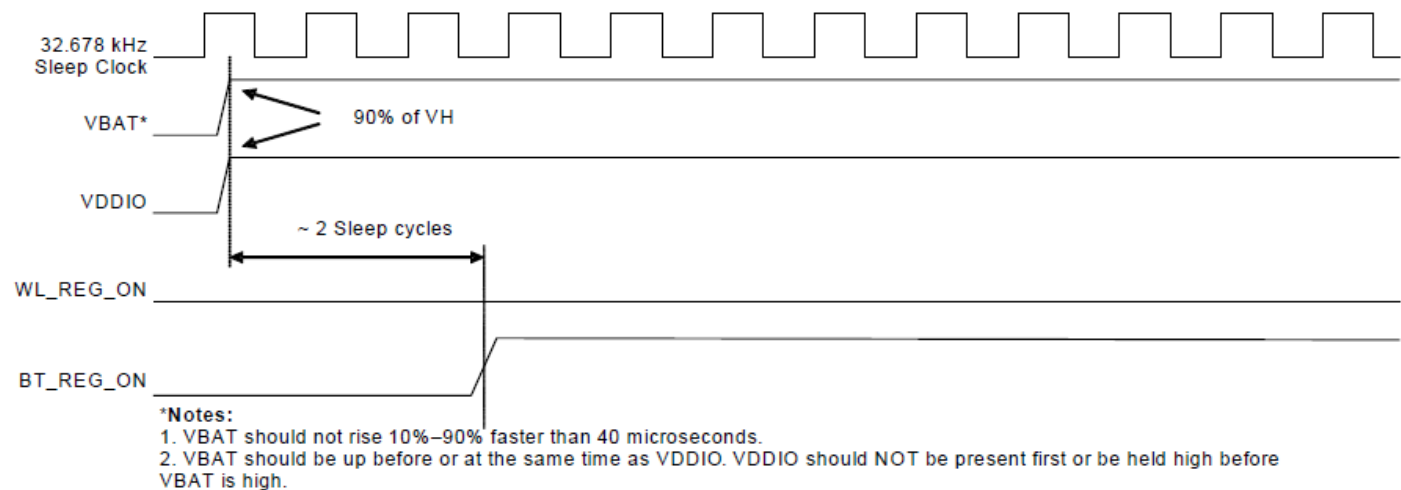 32.678 kHz
Sleep Clock
VBAT*
90% of VH
VDDIO
~ 2 Sleep cycles
WL_REG_ON
BT_REG_ON
*Notes:
1. VBAT should not rise 10%–90% faster than 40 microseconds.
2. VBAT should be up before or at the same time as VDDIO. VDDIO should NOT be present first or be held high before
VBAT is high.